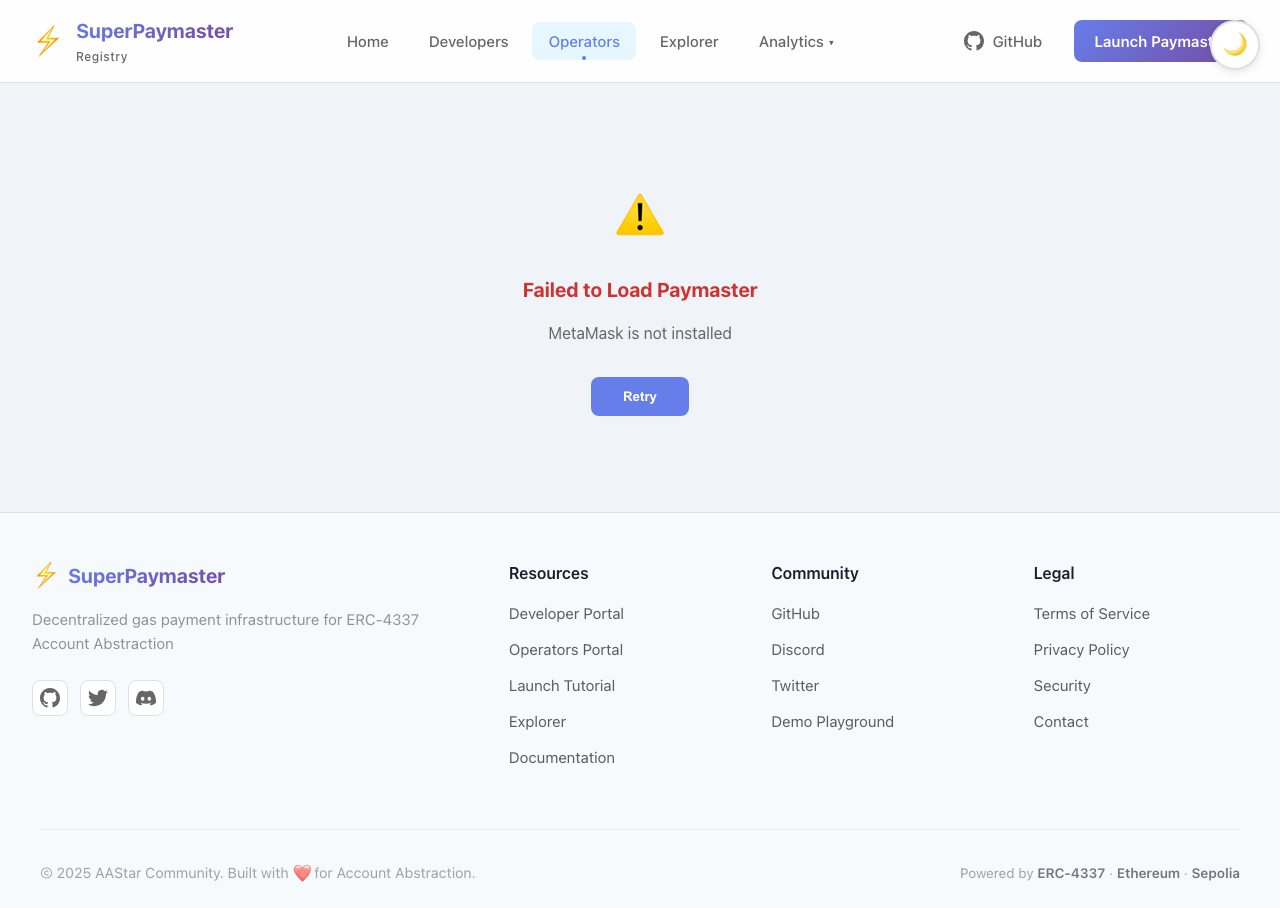 SuperPaymaster
Registry
Home
Developers
Operators
Explorer
Analytics ▾
GitHub
Launch
Failed to Load Paymaster
MetaMask is not installed
Retry
SuperPaymaster
Decentralized gas payment infrastructure for ERC-4337
Account Abstraction
Resources
Developer Portal
Operators Portal
Launch Tutorial
Explorer
Documentation
Community
GitHub
Discord
Twitter
Demo Playground
Legal
Terms of Service
Privacy Policy
Security
Contact
© 2025 AAStar Community. Built with ❤️ for Account Abstraction.
Powered by ERC-4337 · Ethereum · Sepolia